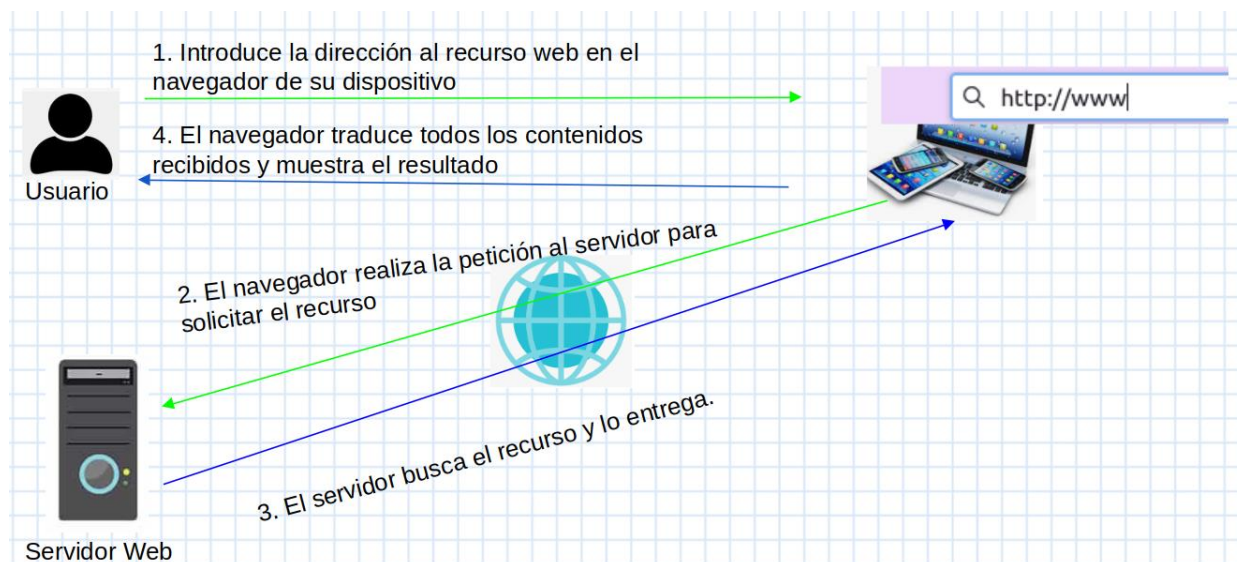 1. Introduce la dirección al recurso web en el
navegador de su dispositivo
http://www
4. El navegador traduce todos los contenidos
recibidos y muestra el resultado
Usuario
2. El navegador realiza la petición al servidor para
solicitar el recurso
3. El servidor busca el recurso y lo entrega.
Servidor Web